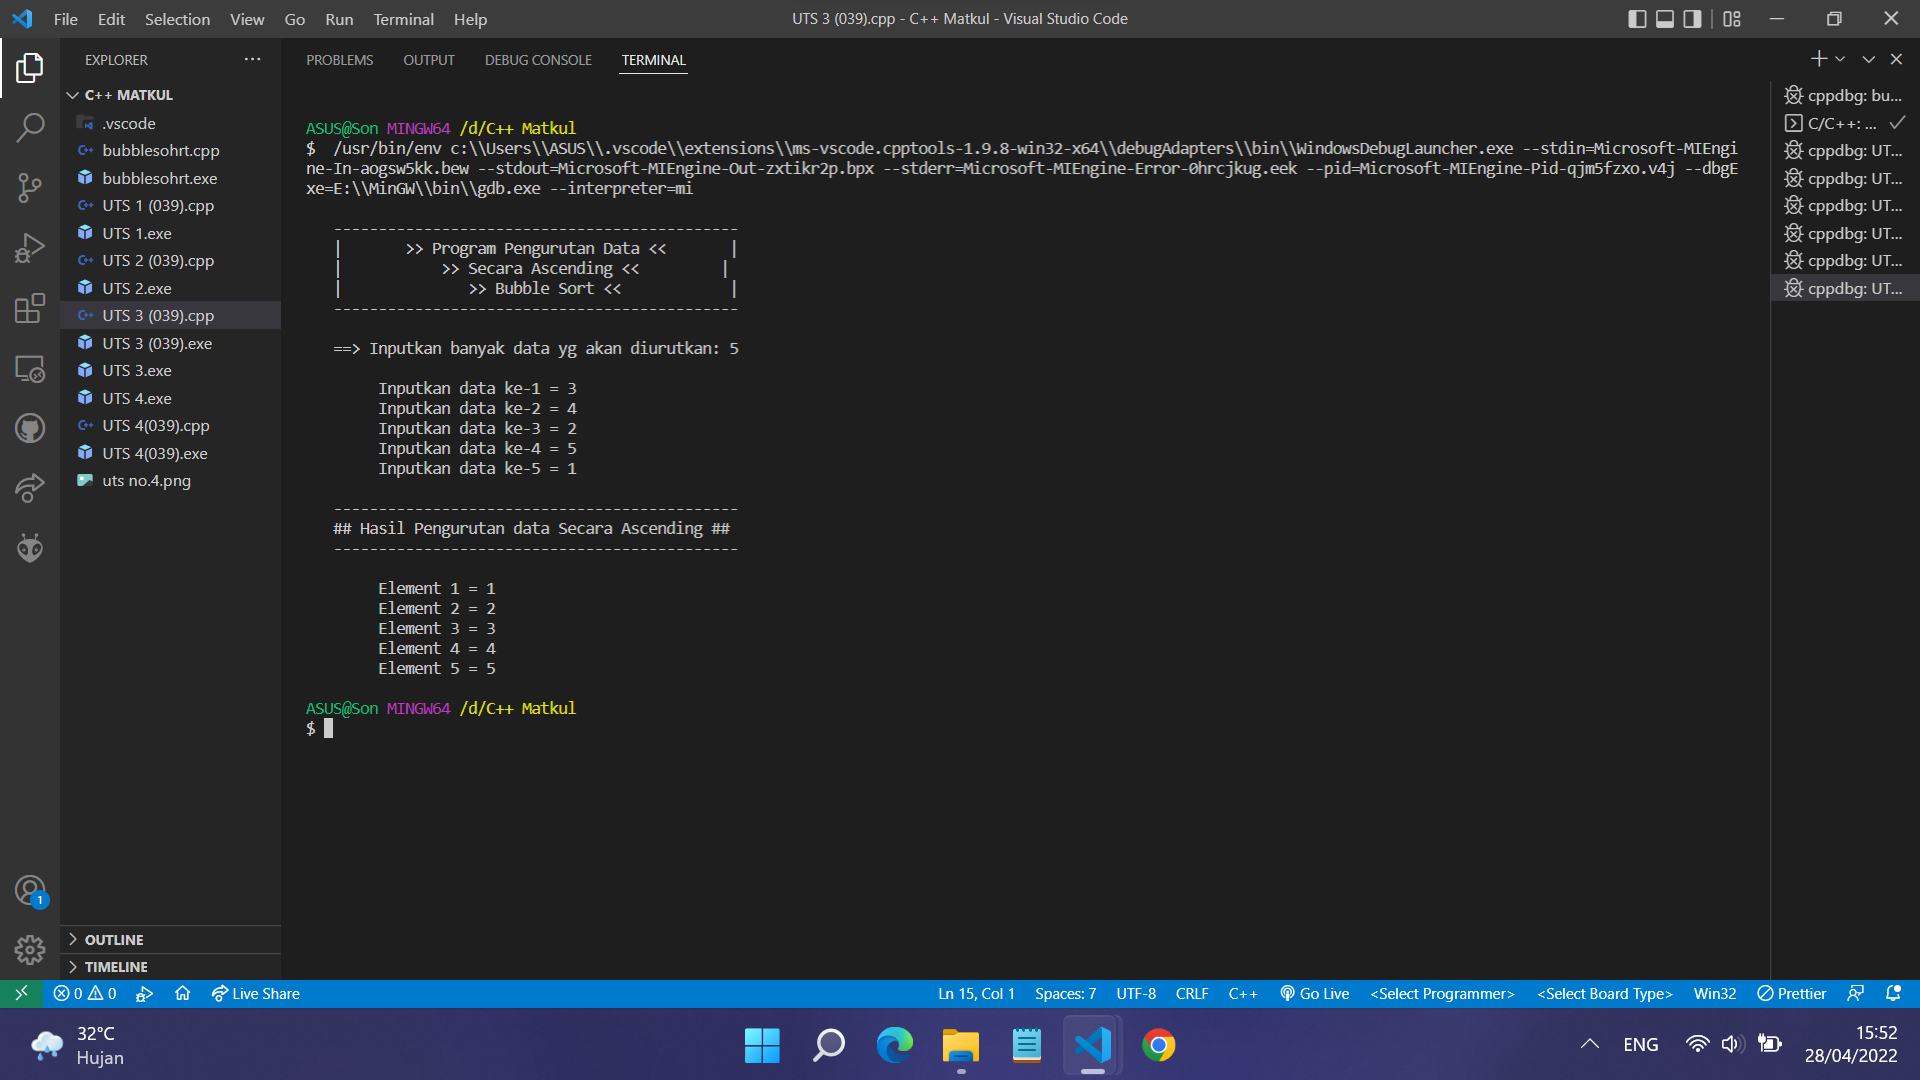 File Edit Selection View Go Run Terminal Help
UTS 3 (039).cpp - C++ Matkul - Visual Studio Code
EXPLORER
C++ MATKUL
.vscode
bubblesohrt.cpp
bubblesohrt.exe
UTS 1 (039).cpp
UTS 1.exe
UTS 2 (039).cpp
UTS 2.exe
UTS 3 (039).cpp
UTS 3 (039).exe
UTS 3.exe
UTS 4.exe
UTS 4(039).cpp
UTS 4(039).exe
uts no.4.png
1
OUTLINE
TIMELINE
PROBLEMS OUTPUT DEBUG CONSOLE TERMINAL
ASUS@Son MINGW64 /d/C++ Matkul
$  /usr/bin/env c:\\Users\\ASUS\\.vscode\\extensions\\ms-vscode.cpptools-1.9.8-win32-x64\\debugAdapters\\bin\\WindowsDebugLauncher.exe --stdin=Microsoft-MIEngi
ne-In-aogsw5kk.bew --stdout=Microsoft-MIEngine-Out-zxtikr2p.bpx --stderr=Microsoft-MIEngine-Error-0hrcjkug.eek --pid=Microsoft-MIEngine-Pid-qjm5fzxo.v4j --dbgE
xe=E:\\MinGW\\bin\\gdb.exe --interpreter=mi
---------------------------------------------
|       >> Program Pengurutan Data <<       |
|           >> Secara Ascending <<         |
|              >> Bubble Sort <<            |
---------------------------------------------
==> Inputkan banyak data yg akan diurutkan: 5
Inputkan data ke-1 = 3
Inputkan data ke-2 = 4
Inputkan data ke-3 = 2
Inputkan data ke-4 = 5
Inputkan data ke-5 = 1
---------------------------------------------
## Hasil Pengurutan data Secara Ascending ##
---------------------------------------------
Element 1 = 1
Element 2 = 2
Element 3 = 3
Element 4 = 4
Element 5 = 5
ASUS@Son MINGW64 /d/C++ Matkul
$
cppdbg: bu...
C/C++: ...
cppdbg: UT...
cppdbg: UT...
cppdbg: UT...
cppdbg: UT...
cppdbg: UT...
cppdbg: UT...
0 0 Live Share
Ln 15, Col 1 Spaces: 7 UTF-8 CRLF C++ Go Live <Select Programmer> <Select Board Type> Win32 Prettier
32°C
Hujan
ENG
15:52
28/04/2022